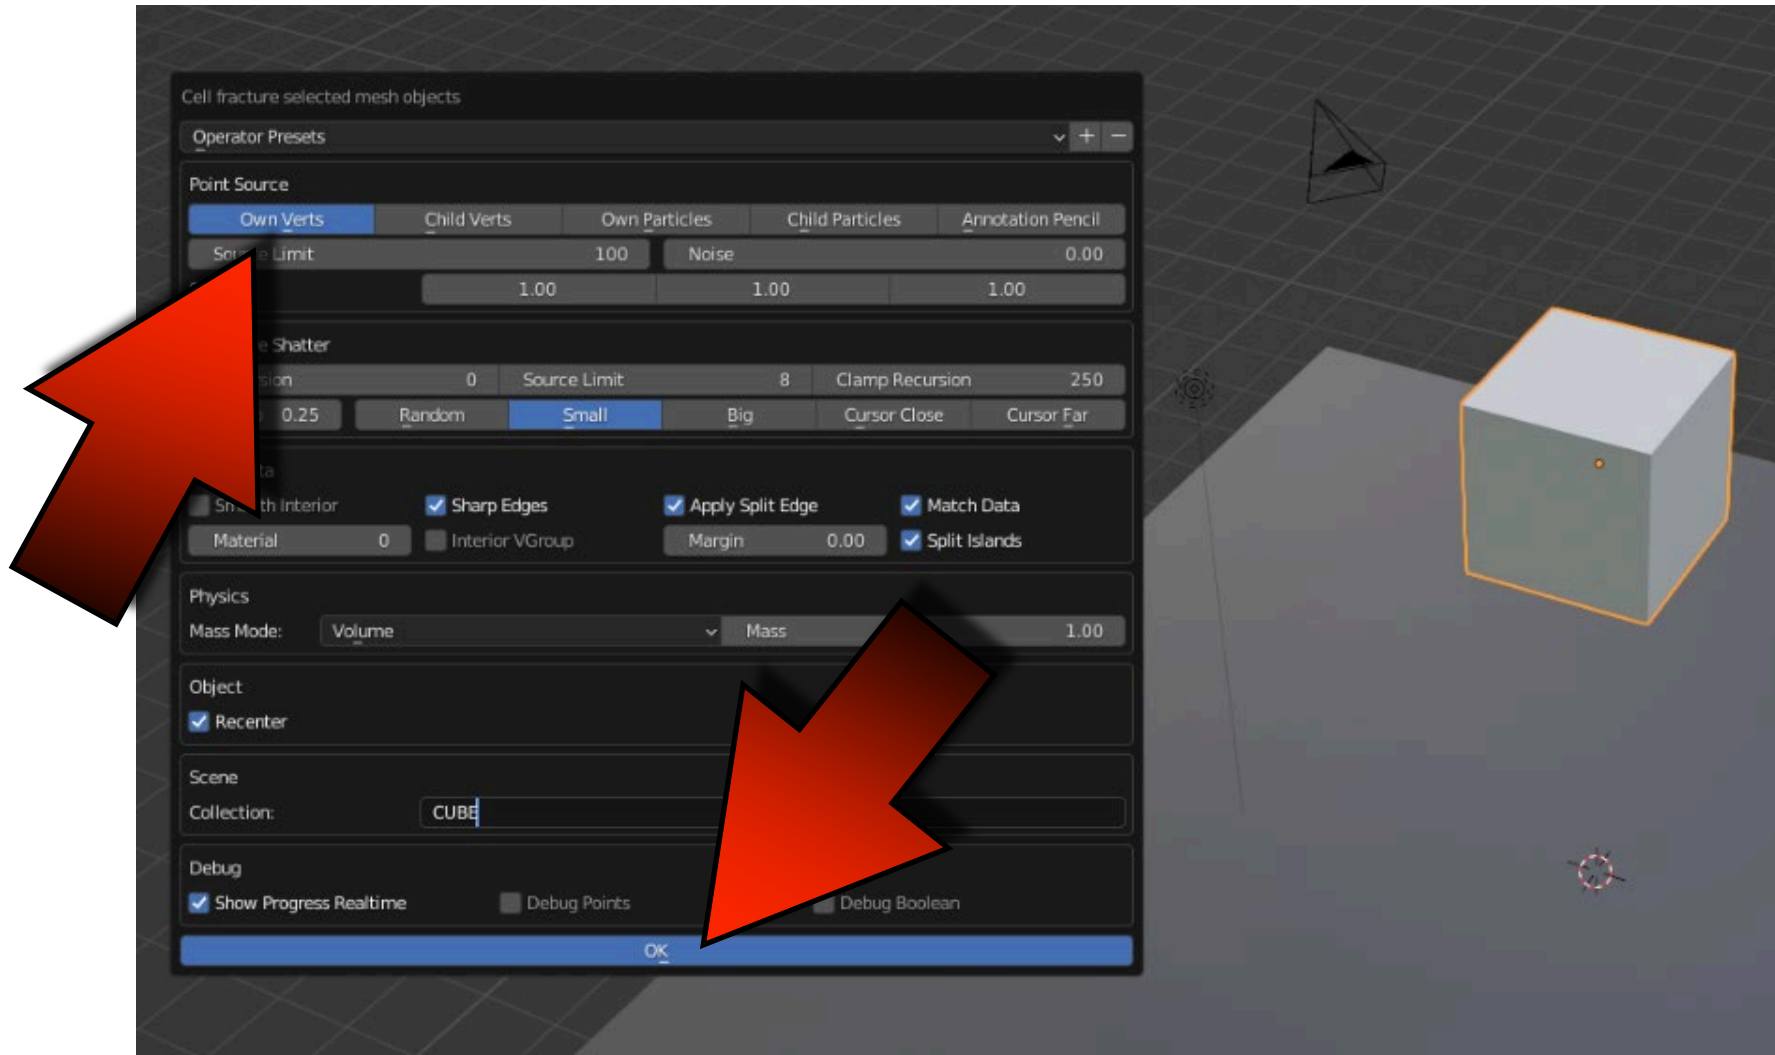 Cell fracture selected mesh objects
Operator Presets
Point Source
Own Verts Child Verts Own Particles Child Particles Annotation Pencil
Limit 100 Noise 0.00
1.00 1.00 1.00
Shatter
0 Source Limit 8 Clamp Recursion 250
0.25 Random Small Big Cursor Close Cursor Far
Interior Sharp Edges Apply Split Edge Match Data
Material 0 Interior VGroup Margin 0.00 Split Islands
Physics
Mass Mode: Volume Mass 1.00
Object
Recenter
Scene
Collection: CUBE
Debug
Show Progress Realtime Debug Points Debug Boolean
OK